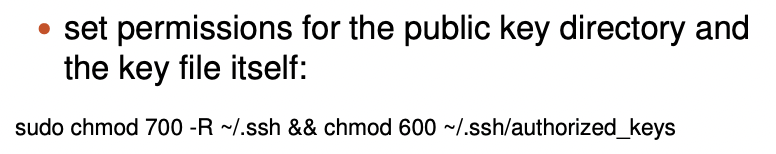 • set permissions for the public key directory and
the key file itself:
sudo chmod 700 -R ~/.ssh && chmod 600 ~/.ssh/authorized_keys